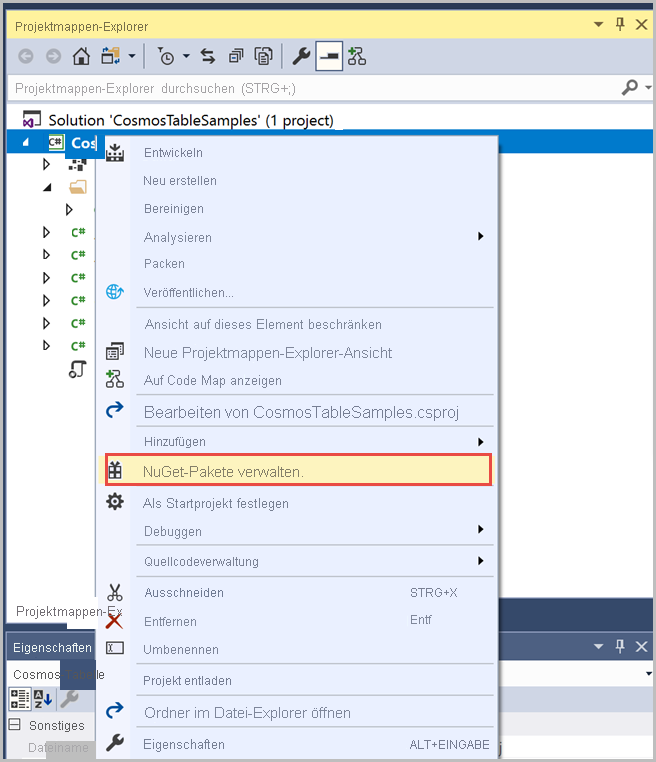 Projektmappen-Explorer
Projektmappen-Explorer durchsuchen (STRG+;)
Solution 'CosmosTableSamples' (1 project)
C# Cos
Entwickeln
Neu erstellen
Bereinigen
Analysieren
C#
Packen
C#
Veröffentlichen...
C#
C#
Ansicht auf dieses Element beschränken
C#
Neue Projektmappen-Explorer-Ansicht
C#
Auf Code Map anzeigen
Bearbeiten von CosmosTableSamples.csproj
Hinzufügen
NuGet-Pakete verwalten.
Als Startprojekt festlegen
Debuggen
Quellcodeverwaltung
Ausschneiden STRG+X
Projektmappen-Ex
Entfernen Entf
Eigenschaften
Umbenennen
Cosmos
Projekt entladen
Ordner im Datei-Explorer öffnen
Sonstiges
Eigenschaften ALT+EINGABE
Dateiname